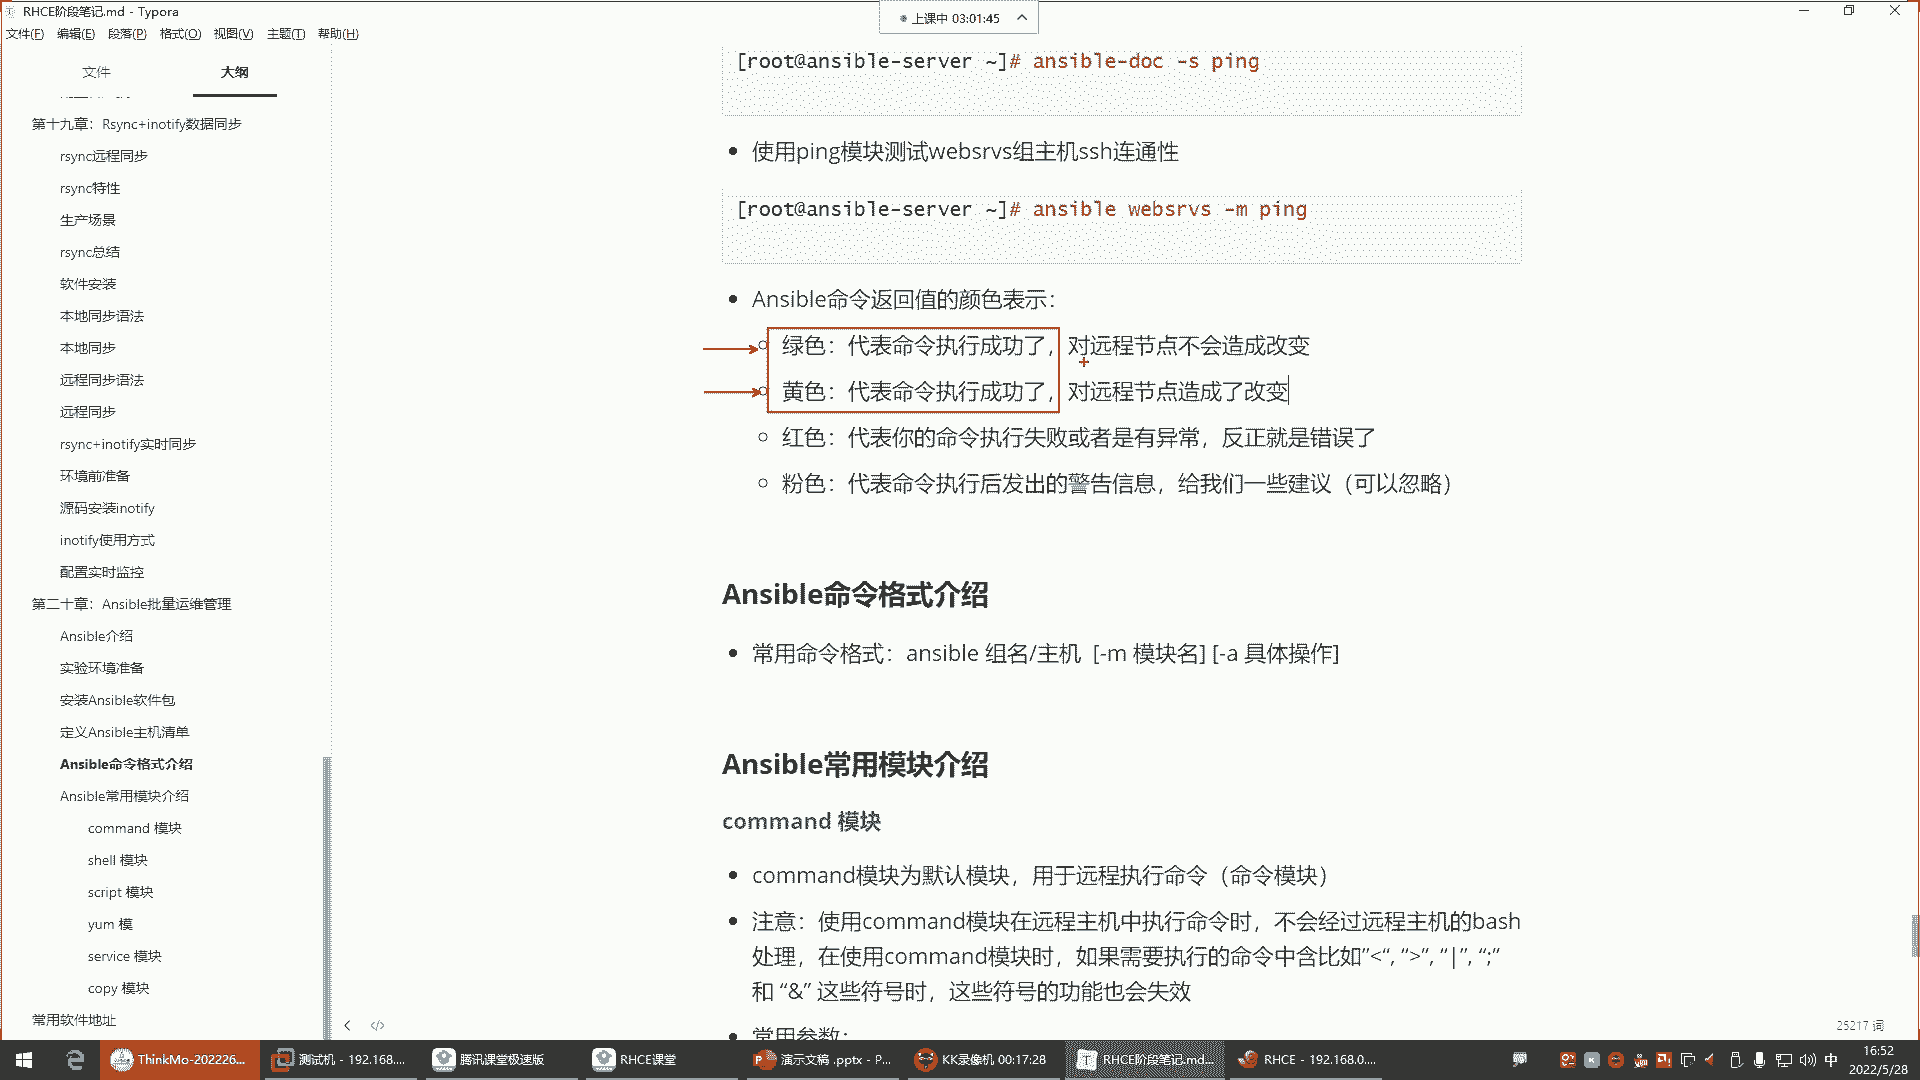 RHCE阶段笔记.md - Typora
上课中 03:01:45
文件(F) 编辑(E) 段落(P) 格式(O) 视图(V) 主题(T) 帮助(H)
文件 大纲
第十九章：Rsync+inotify数据同步
rsync远程同步
rsync特性
生产场景
rsync总结
软件安装
本地同步语法
本地同步
远程同步语法
远程同步
rsync+inotify实时同步
环境前准备
源码安装inotify
inotify使用方式
配置实时监控
第二十章：Ansible批量运维管理
Ansible介绍
实验环境准备
安装Ansible软件包
定义Ansible主机清单
Ansible命令格式介绍
Ansible常用模块介绍
command 模块
shell 模块
script 模块
yum 模
service 模块
copy 模块
常用软件地址
[root@ansible-server ~]# ansible-doc -s ping
使用ping模块测试websrvs组主机ssh连通性
[root@ansible-server ~]# ansible websrvs -m ping
Ansible命令返回值的颜色表示：
绿色：代表命令执行成功了，对远程节点不会造成改变
黄色：代表命令执行成功了，对远程节点造成了改变
红色：代表你的命令执行失败或者是有异常，反正就是错误了
粉色：代表命令执行后发出的警告信息，给我们一些建议（可以忽略）
Ansible命令格式介绍
常用命令格式：ansible 组名/主机 [-m 模块名] [-a 具体操作]
Ansible常用模块介绍
command 模块
command模块为默认模块，用于远程执行命令（命令模块）
注意：使用command模块在远程主机中执行命令时，不会经过远程主机的bash
处理，在使用command模块时，如果需要执行的命令中含比如”<“, “>”, “|”, “;”
和 “&” 这些符号时，这些符号的功能也会失效
常用参数：
25217 词
ThinkMo-202226... 测试机 - 192.168.... 腾讯课堂极速版 RHCE课堂 演示文稿 .pptx - P... KK录像机 00:17:28 RHCE阶段笔记.md... RHCE - 192.168.0.... 中 16:52
2022/5/28